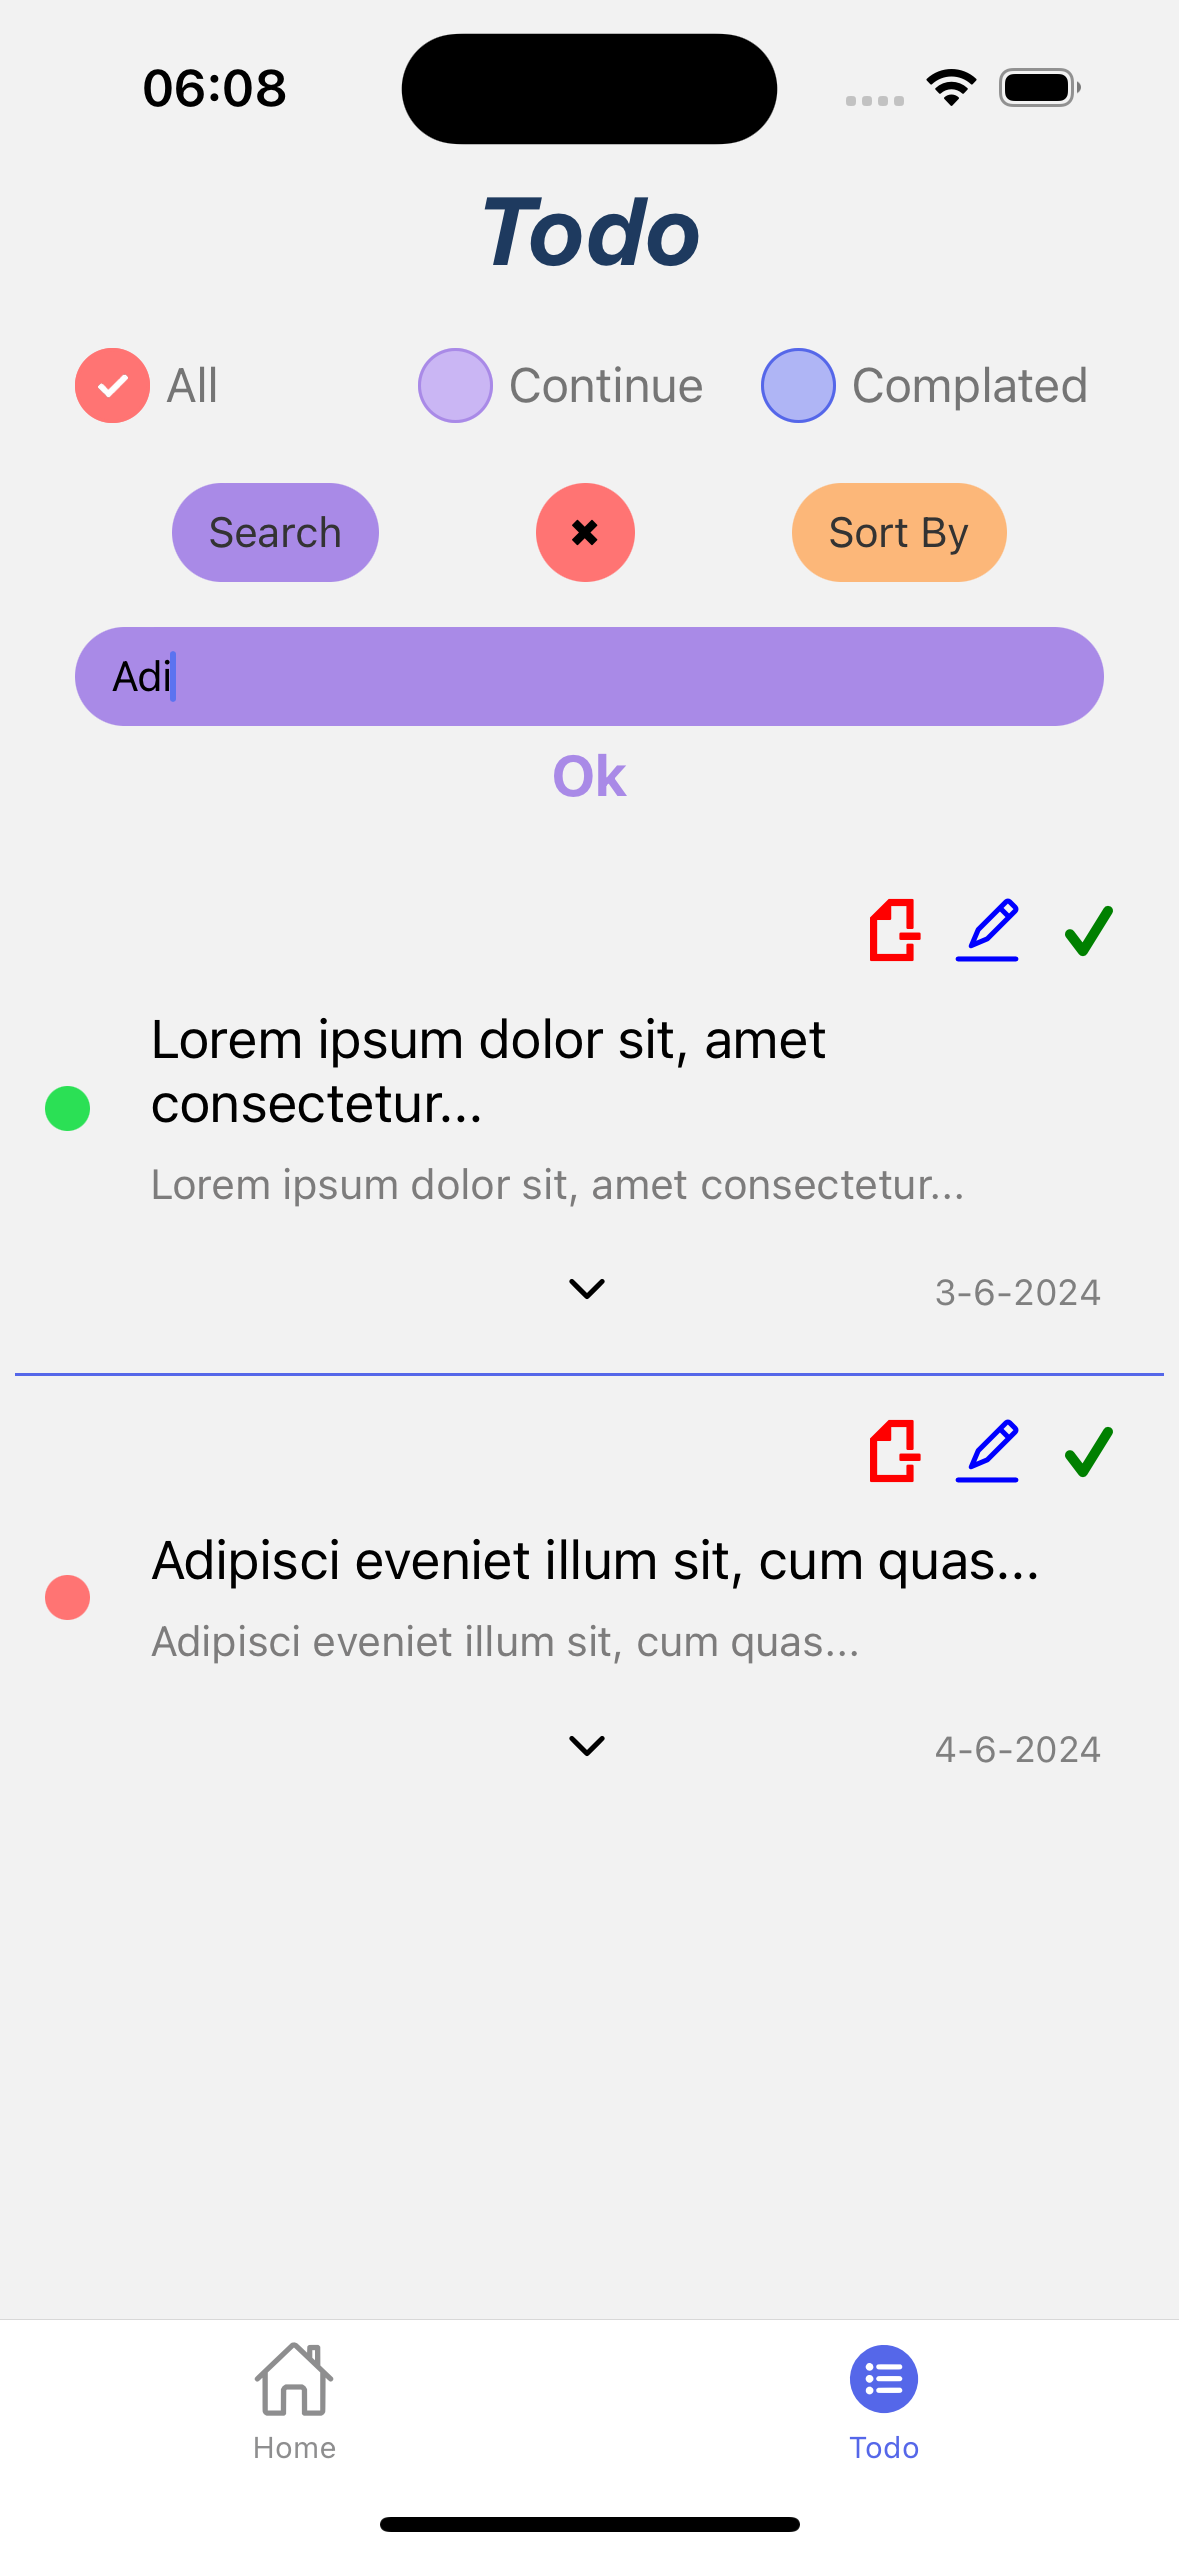 06:08
Todo
All
Continue
Complated
Search
Sort By
Adi
Ok
Lorem ipsum dolor sit, amet
consectetur...
Lorem ipsum dolor sit, amet consectetur...
3-6-2024
Adipisci eveniet illum sit, cum quas...
Adipisci eveniet illum sit, cum quas...
4-6-2024
Home
Todo